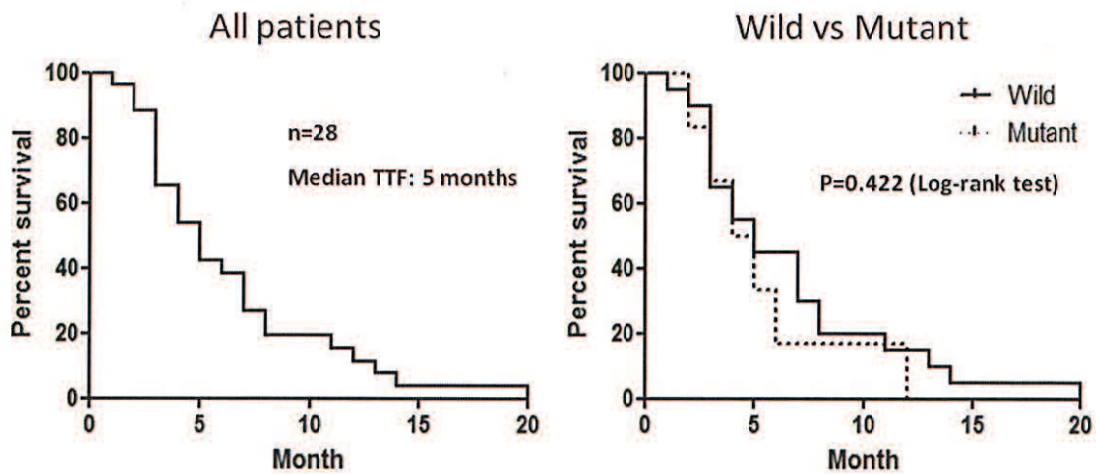 All patients
100
80
60
40
20
0
Percent survival
n=28
Median TTF: 5 months
0 5 10 15 20
Month
Wild vs Mutant
100
80
60
40
20
0
Percent survival
Wild
Mutant
P=0.422 (Log-rank test)
0 5 10 15 20
Month